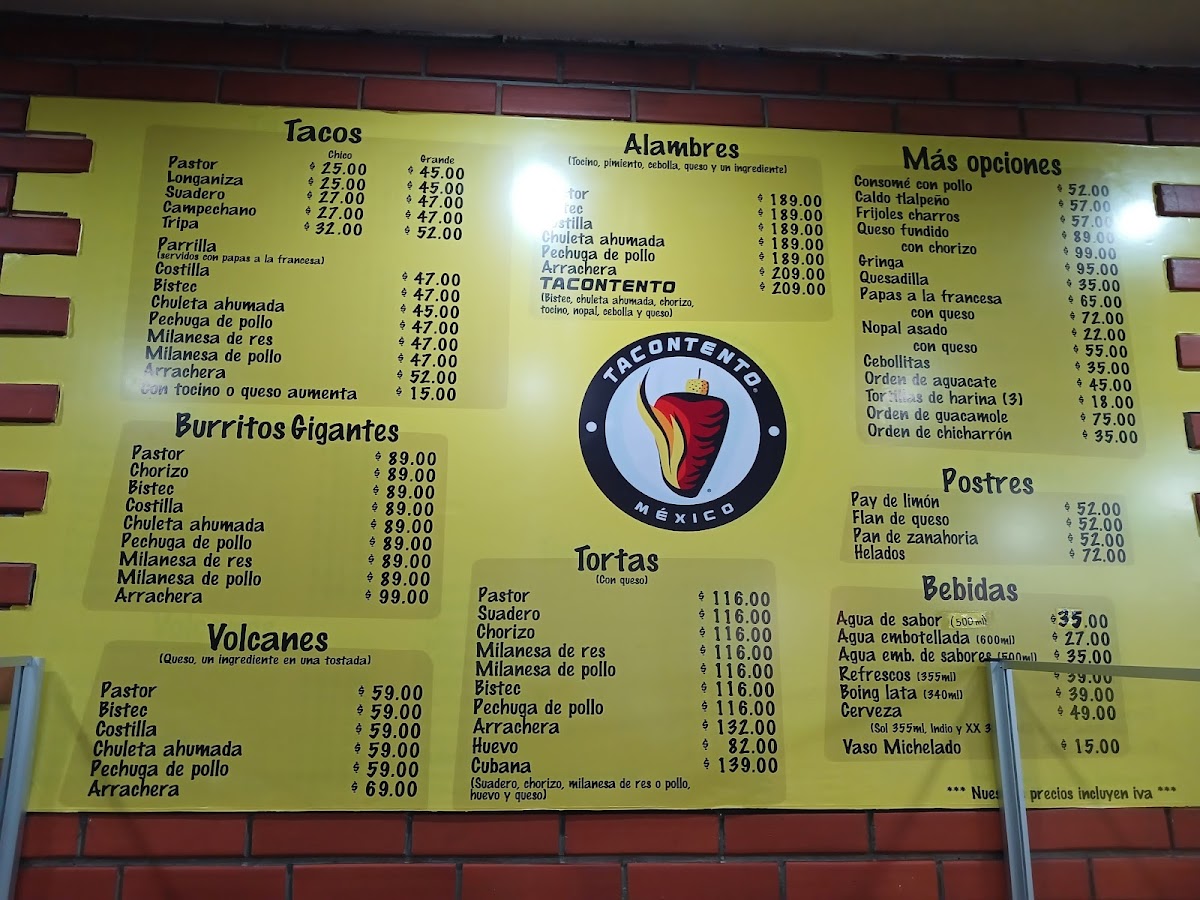 Tacos
Chico Grande
Pastor $ 25.00 $ 45.00
Longaniza $ 25.00 $ 45.00
Suadero $ 27.00 $ 47.00
Campechano $ 27.00 $ 47.00
Tripa $ 32.00 $ 52.00
Parrilla
(servidos con papas a la francesa)
Costilla $ 47.00
Bistec $ 47.00
Chuleta ahumada $ 45.00
Pechuga de pollo $ 47.00
Milanesa de res $ 47.00
Milanesa de pollo $ 47.00
Arrachera $ 52.00
Con tocino o queso aumenta $ 15.00
Burritos Gigantes
Pastor $ 89.00
Chorizo $ 89.00
Bistec $ 89.00
Costilla $ 89.00
Chuleta ahumada $ 89.00
Pechuga de pollo $ 89.00
Milanesa de res $ 89.00
Milanesa de pollo $ 89.00
Arrachera $ 99.00
Volcanes
(Queso, un ingrediente en una tostada)
Pastor $ 59.00
Bistec $ 59.00
Costilla $ 59.00
Chuleta ahumada $ 59.00
Pechuga de pollo $ 59.00
Arrachera $ 69.00
Alambres
(Tocino, pimiento, cebolla, queso y un ingrediente)
$ 189.00
$ 189.00
$ 189.00
Chuleta ahumada $ 189.00
Pechuga de pollo $ 189.00
Arrachera $ 209.00
TACONTENTO $ 209.00
(Bistec, chuleta ahumada, chorizo,
tocino, nopal, cebolla y queso)
TACONTENTO®
MÉXICO
Tortas
(Con queso)
Pastor $ 116.00
Suadero $ 116.00
Chorizo $ 116.00
Milanesa de res $ 116.00
Milanesa de pollo $ 116.00
Bistec $ 116.00
Pechuga de pollo $ 116.00
Arrachera $ 132.00
Huevo $ 82.00
Cubana $ 139.00
(Suadero, chorizo, milanesa de res o pollo,
huevo y queso)
Más opciones
Consomé con pollo $ 52.00
Caldo tlalpeño $ 57.00
Frijoles charros $ 57.00
Queso fundido $ 89.00
con chorizo $ 99.00
Gringa $ 95.00
Quesadilla $ 35.00
Papas a la francesa $ 65.00
con queso $ 72.00
Nopal asado $ 22.00
con queso $ 55.00
Cebollitas $ 35.00
Orden de aguacate $ 45.00
Tortillas de harina (3) $ 18.00
Orden de guacamole $ 75.00
Orden de chicharrón $ 35.00
Postres
Pay de limón $ 52.00
Flan de queso $ 52.00
Pan de zanahoria $ 52.00
Helados $ 72.00
Bebidas
Agua de sabor (500ml) $35.00
Agua embotellada (600ml) $ 27.00
Agua emb. de sabores (500ml) $ 35.00
Refrescos (355ml) $ 39.00
Boing lata (340ml) $ 39.00
Cerveza $ 49.00
(Sol 355ml, Indio y XX 3
Vaso Michelado $ 15.00
*** precios incluyen iva ***